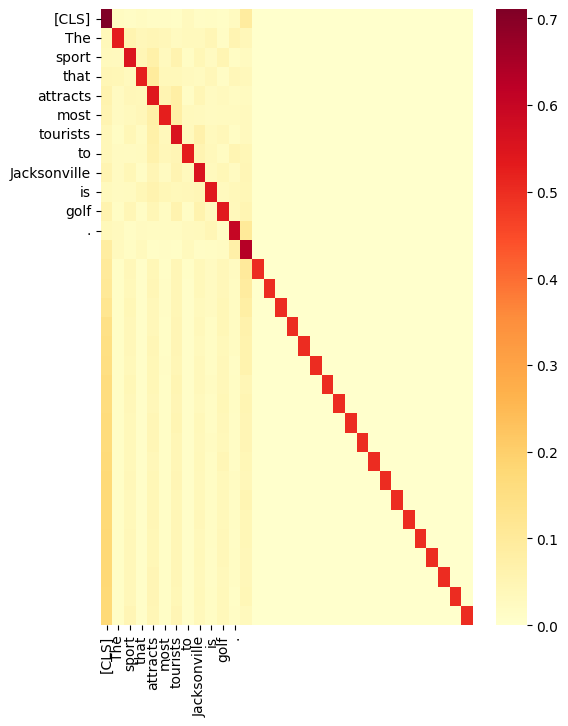 [CLS]
The
sport
that
attracts
most
tourists
to
Jacksonville
is
golf
.
0.7
0.6
0.5
0.4
0.3
0.2
0.1
0.0
[CLS]
The
sport
that
attracts
most
tourists
to
Jacksonville
is
golf
.